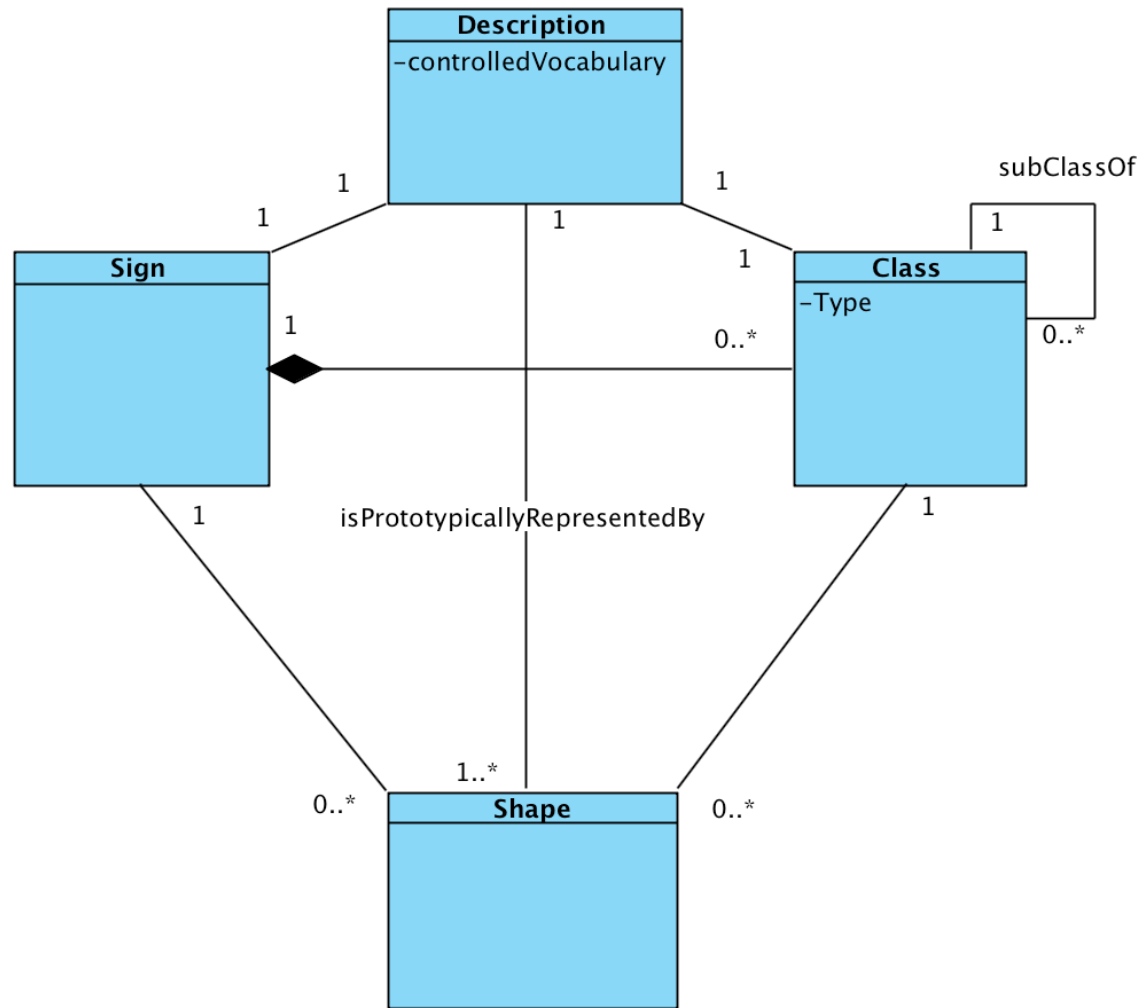 Description
-controlledVocabulary
subClassOf
1
1
1
1
1
1
Sign
Class
-Type
1
0..*
0..*
1
isPrototypicallyRepresentedBy
1
1..*
0..*
0..*
Shape